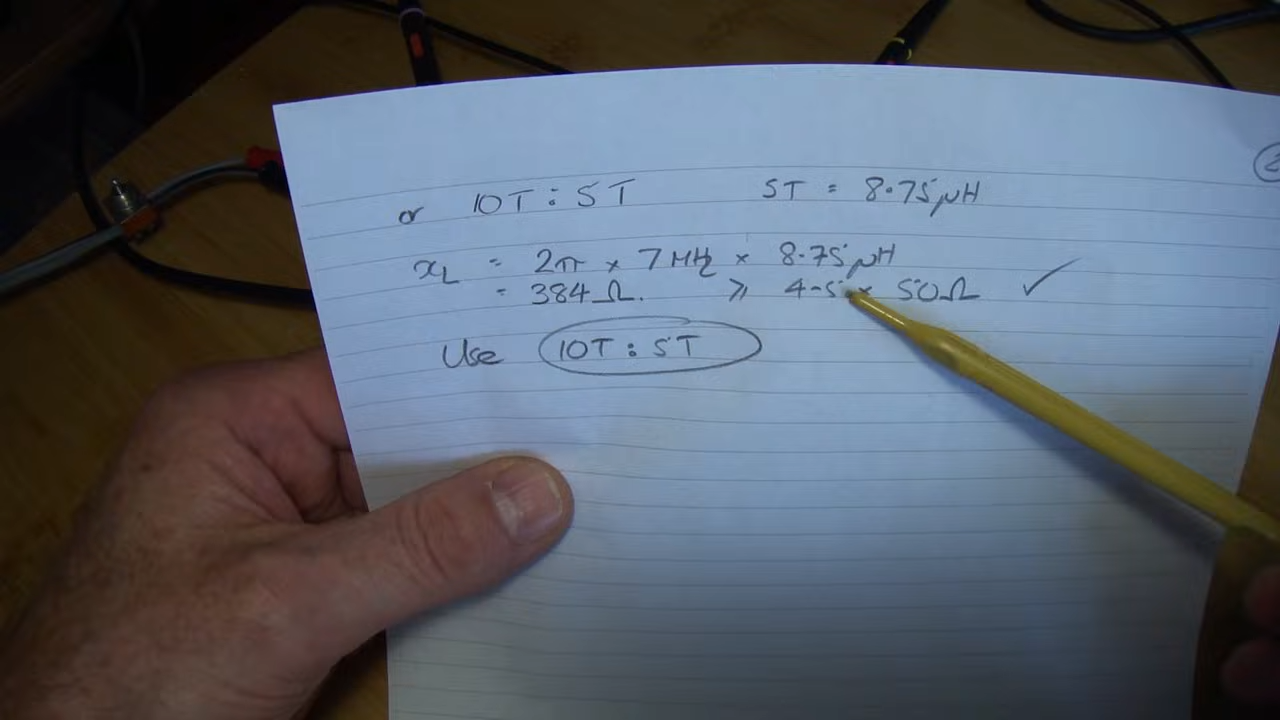 or 10T : 5T 5T = 8.75μH
xL = 2π × 7MHz × 8.75μH
= 384Ω. ⩾ 4-5 × 50Ω ✓
Use 10T : 5T